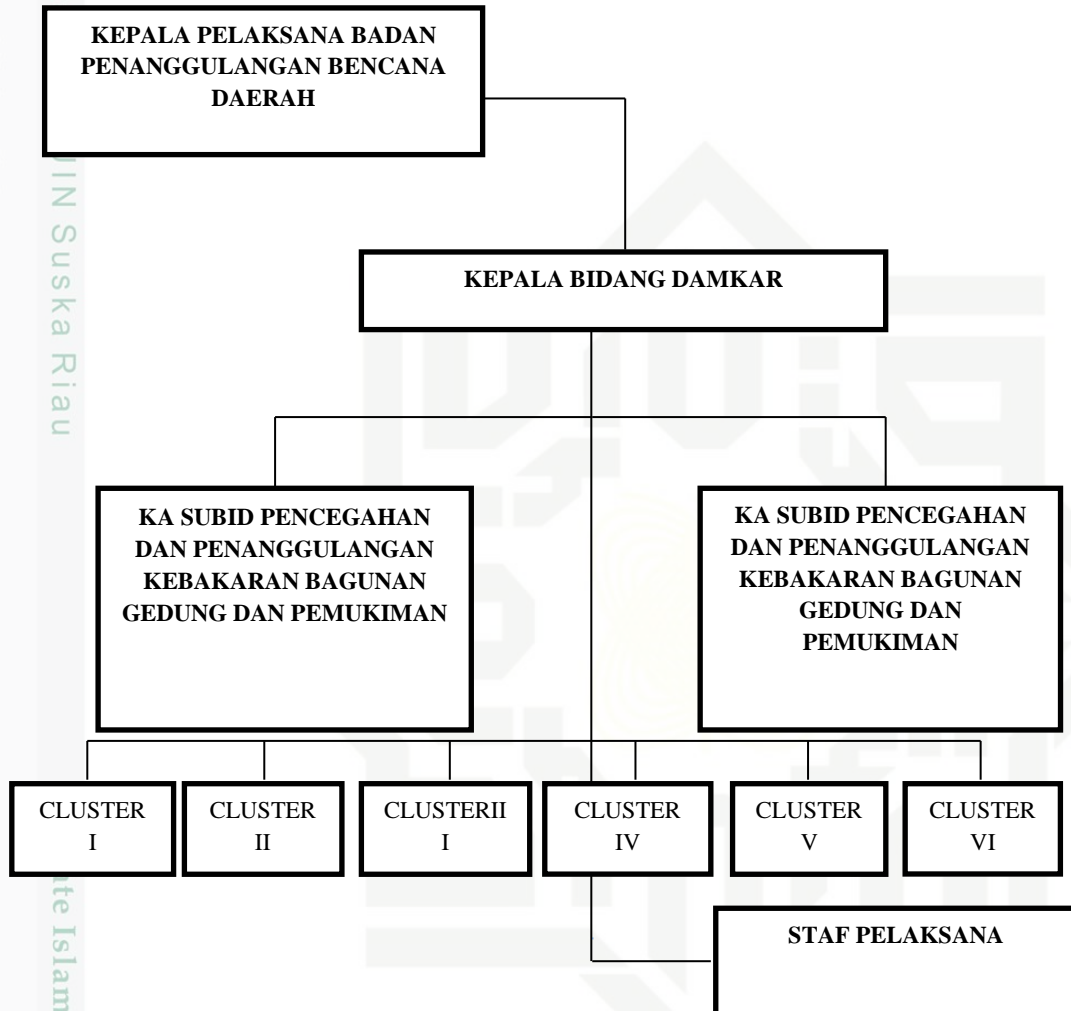 KEPALA PELAKSANA BADAN
PENANGGULANGAN BENCANA
DAERAH
UIN Suska Riau
KEPALA BIDANG DAMKAR
KA SUBID PENCEGAHAN
DAN PENANGGULANGAN
KEBAKARAN BAGUNAN
GEDUNG DAN PEMUKIMAN
KA SUBID PENCEGAHAN
DAN PENANGGULANGAN
KEBAKARAN BAGUNAN
GEDUNG DAN
PEMUKIMAN
CLUSTER
I
CLUSTER
II
CLUSTERII
I
CLUSTER
IV
CLUSTER
V
CLUSTER
VI
STAF PELAKSANA